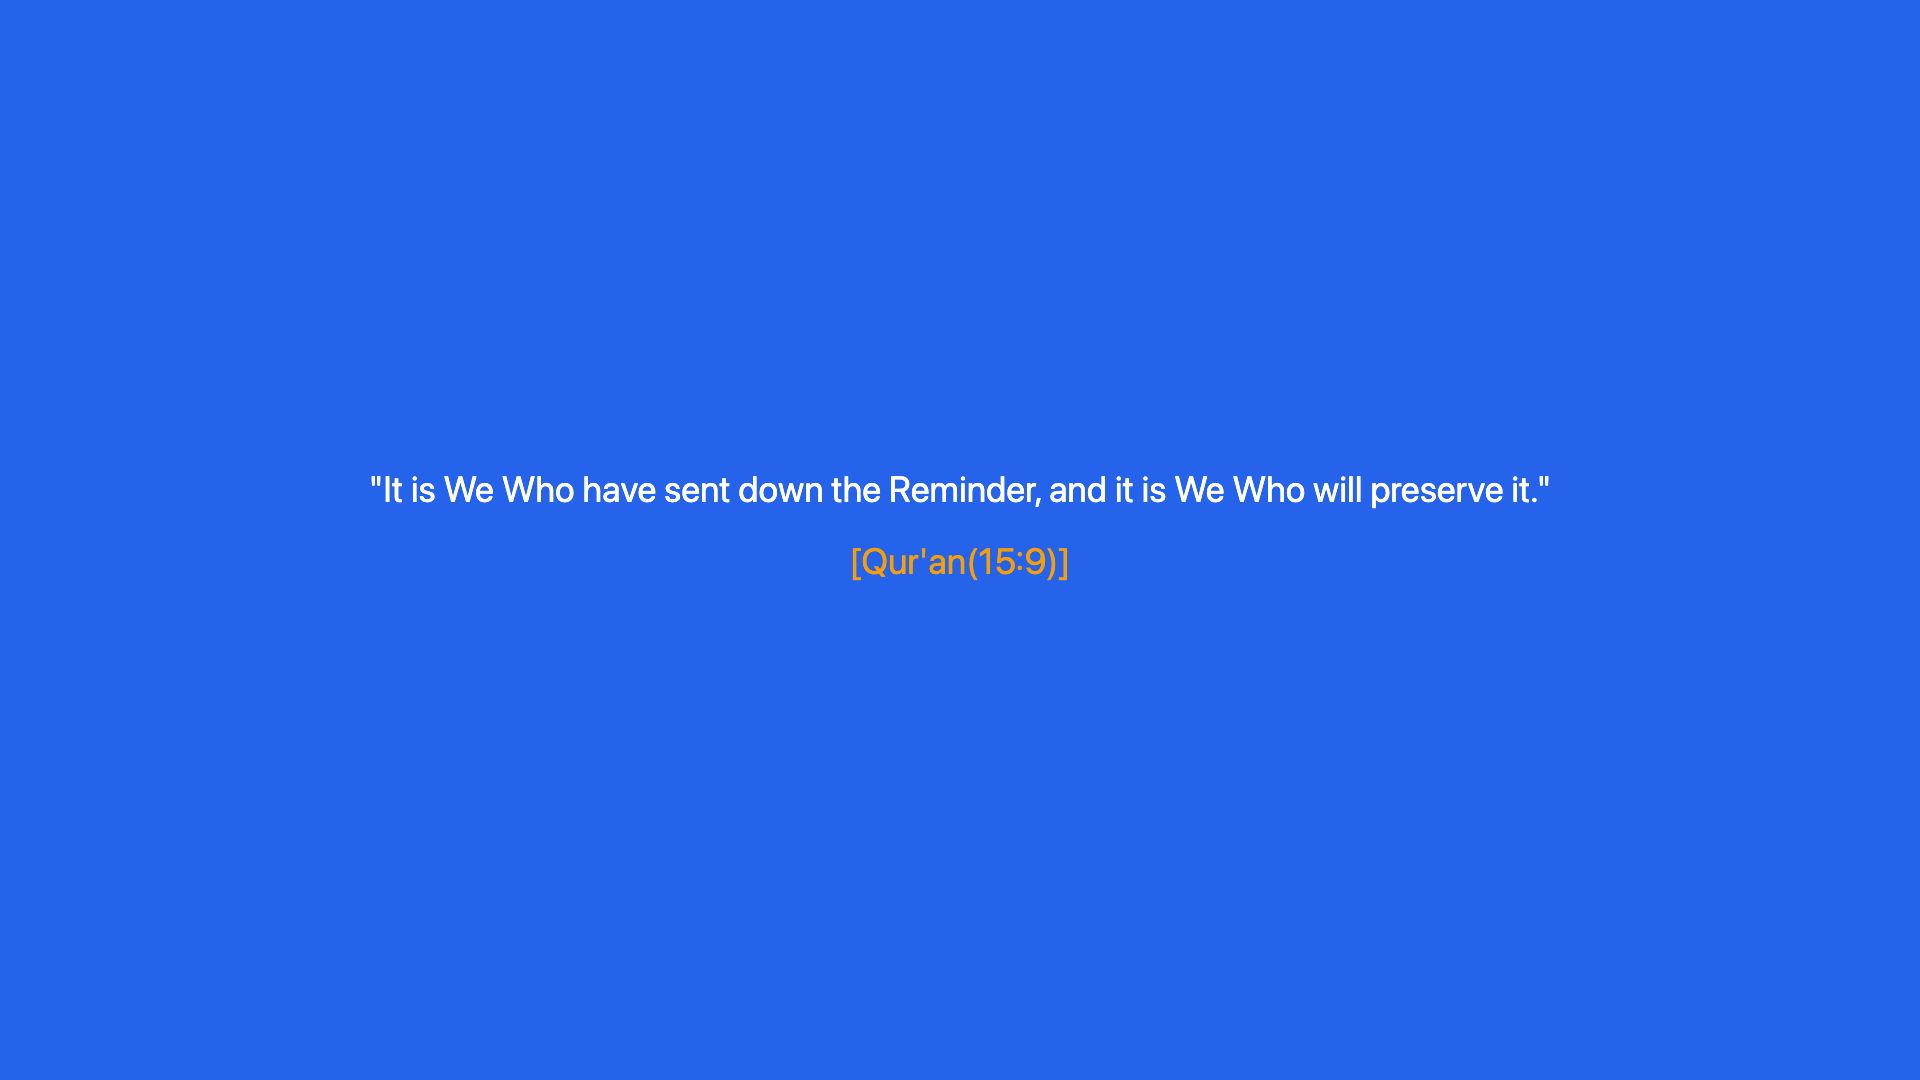 "It is We Who have sent down the Reminder, and it is We Who will preserve it."
[Qur'an(15:9)]